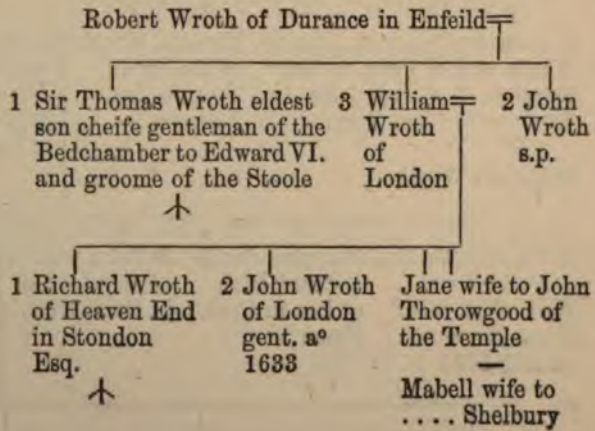 Robert Wroth of Durance in Enfeild
1 Sir Thomas Wroth eldest
son cheife gentleman of the
Bedchamber to Edward VI.
and groome of the Stoole
3 William
Wroth
of
London
2 John
Wroth
s.p.
1 Richard Wroth
of Heaven End
in Stondon
Esq.
2 John Wroth
of London
gent. aº
1633
Jane wife to John
Thorowgood of
the Temple
—
Mabell wife to
. . . . Shelbury